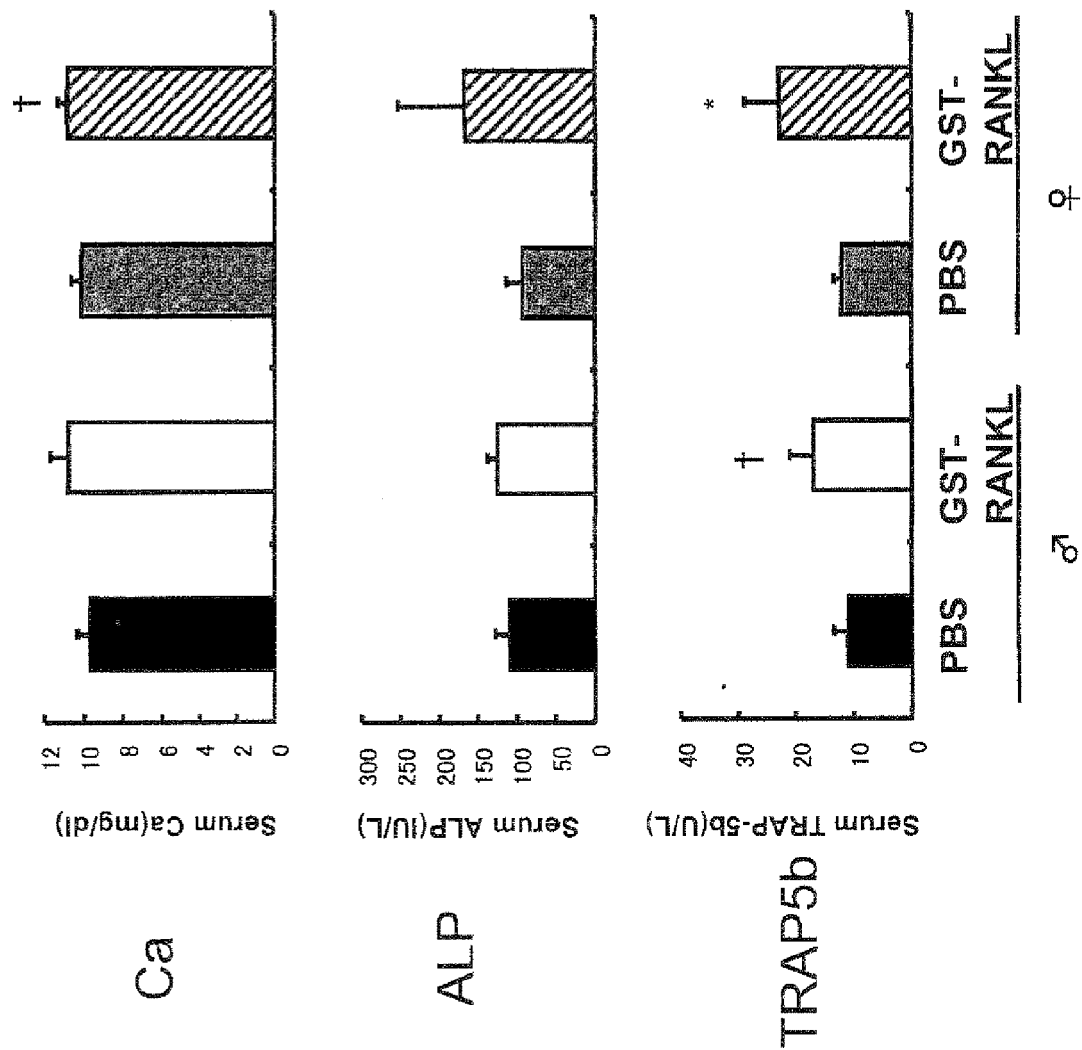 Ca
Serum Ca(mg/dl)
12
10
8
6
4
2
0
†
ALP
Serum ALP(IU/L)
300
250
200
150
100
50
0
TRAP5b
Serum TRAP-5b(U/L)
40
30
20
10
0
†
*
PBS
GST-
RANKL
PBS
GST-
RANKL
♂
♀